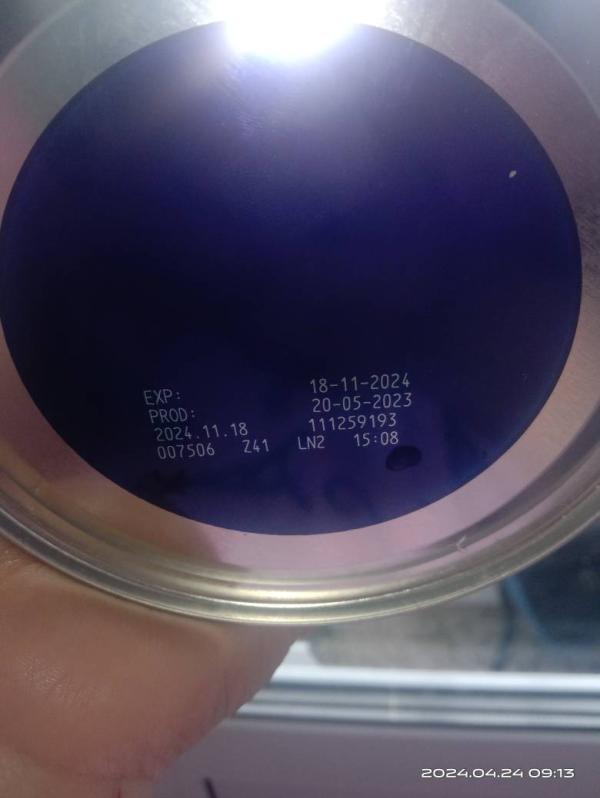 EXP: 18-11-2024
PROD: 20-05-2023
2024.11.18 111259193
007506 Z41 LN2 15:08
2024.04.24 09:13